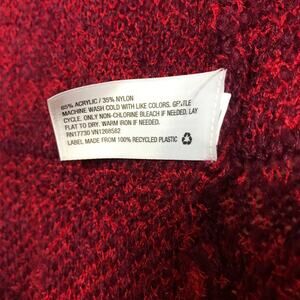 65% ACRYLIC / 35% NYLON
MACHINE WASH COLD WITH LIKE COLORS. GENTLE
CYCLE. ONLY NON-CHLORINE BLEACH IF NEEDED. LAY
FLAT TO DRY. WARM IRON IF NEEDED.
RN17730 VN1268582
LABEL MADE FROM 100% RECYCLED PLASTIC